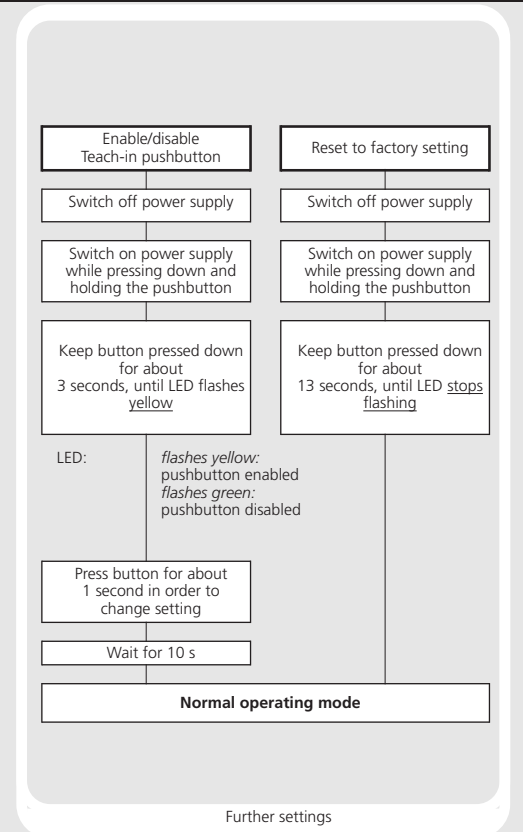 Enable/disable
Teach-in pushbutton
Switch off power supply
Switch on power supply
while pressing down and
holding the pushbutton
Keep button pressed down
for about
3 seconds, until LED flashes
yellow
LED:
flashes yellow:
pushbutton enabled
flashes green:
pushbutton disabled
Press button for about
1 second in order to
change setting
Wait for 10 s
Reset to factory setting
Switch off power supply
Switch on power supply
while pressing down and
holding the pushbutton
Keep button pressed down
for about
13 seconds, until LED stops
flashing
Normal operating mode
Further settings